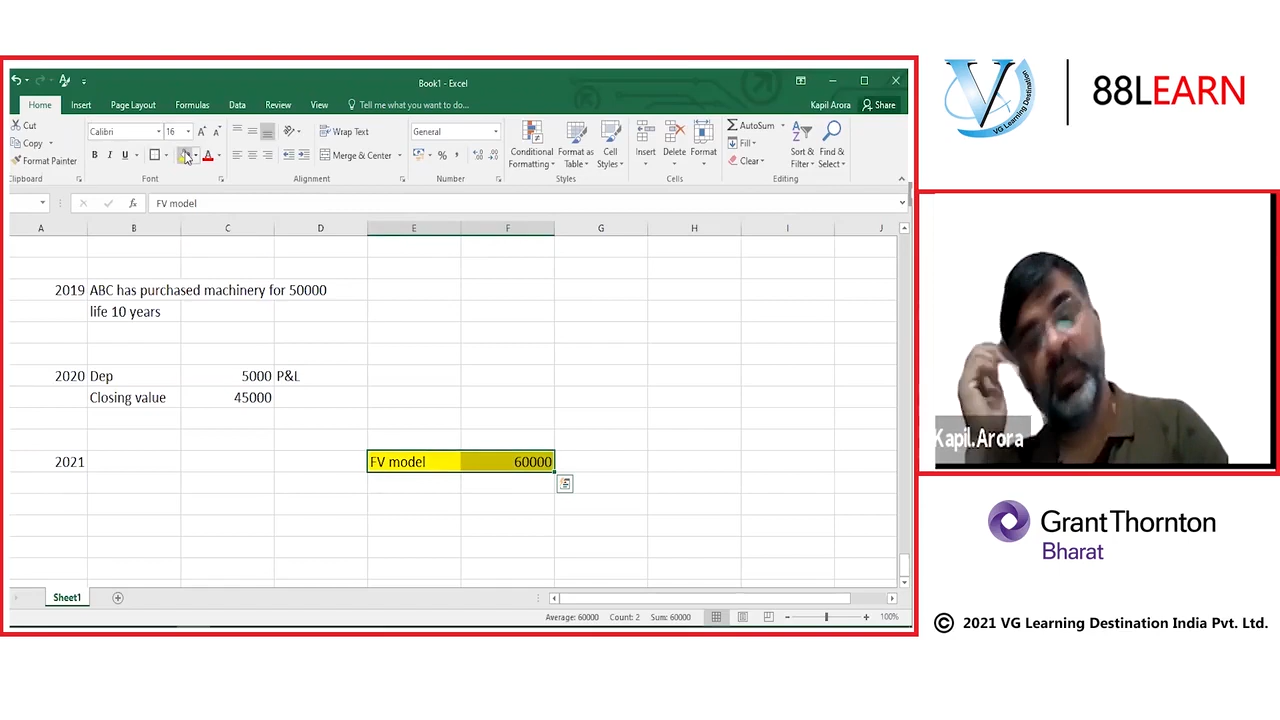 Book1 - Excel
Home Insert Page Layout Formulas Data Review View Tell me what you want to do... Kapil Arora Share
Cut
Copy
Format Painter
Clipboard
Calibri 16
B I U
Font
Wrap Text
Merge & Center
Alignment
General
Number
Conditional Formatting
Format as Table
Cell Styles
Styles
Insert Delete Format
Cells
AutoSum
Fill
Clear
Sort & Filter
Find & Select
Editing
fx FV model
A B C D E F G H I J
2019 ABC has purchased machinery for 50000
life 10 years
2020 Dep 5000 P&L
Closing value 45000
2021 FV model 60000
Sheet1
Average: 60000 Count: 2 Sum: 60000 100%
V
VG Learning Destination
88LEARN
Kapil.Arora
Grant Thornton
Bharat
© 2021 VG Learning Destination India Pvt. Ltd.